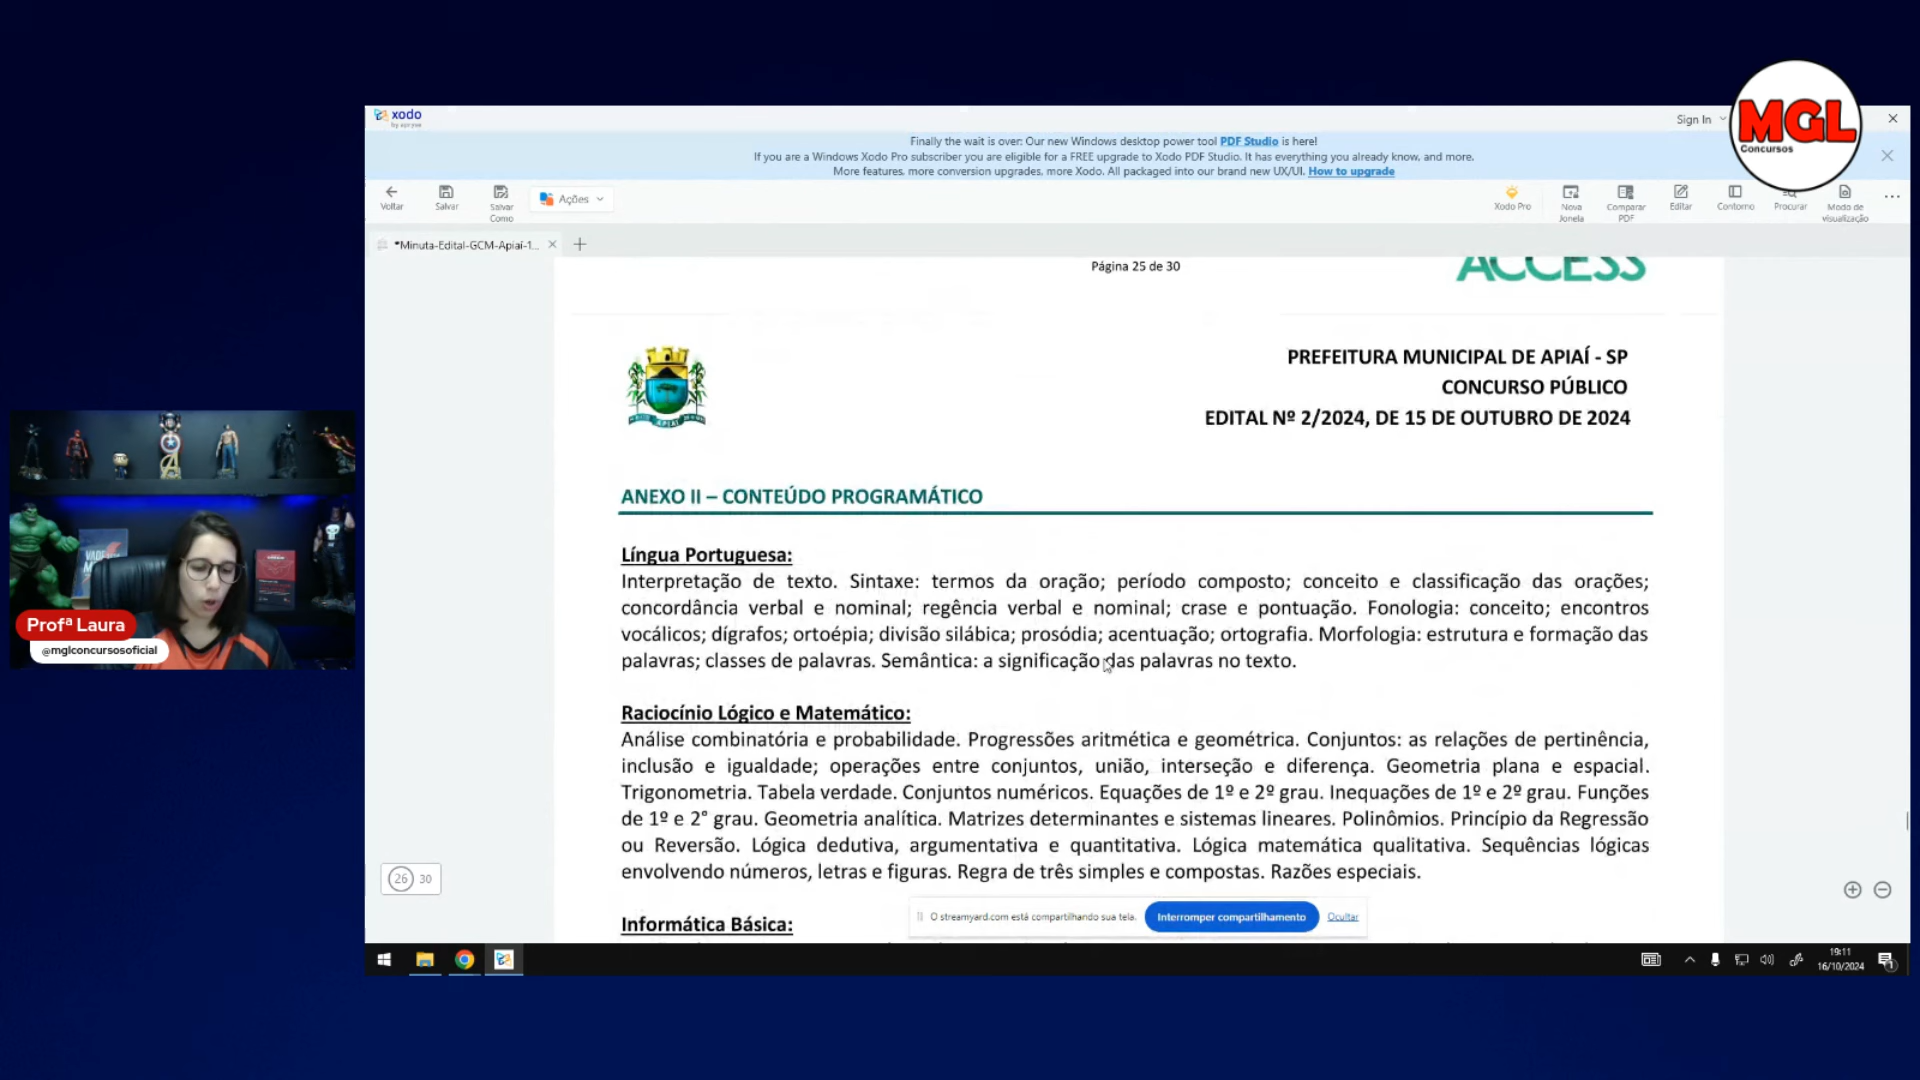 MGL
Concursos
xodo
by apryse
Sign In
Finally the wait is over: Our new Windows desktop power tool PDF Studio is here!
If you are a Windows Xodo Pro subscriber you are eligible for a FREE upgrade to Xodo PDF Studio. It has everything you already know, and more.
More features, more conversion upgrades, more Xodo. All packaged into our brand new UX/UI. How to upgrade
Voltar
Salvar
Salvar Como
Ações
Xodo Pro
Nova Janela
Comparar PDF
Editar
Contorno
Procurar
Modo de visualização
*Minuta-Edital-GCM-Apiaí-1...
Página 25 de 30
ACCESS
PREFEITURA MUNICIPAL DE APIAÍ - SP
CONCURSO PÚBLICO
EDITAL Nº 2/2024, DE 15 DE OUTUBRO DE 2024
APIAÍ
ANEXO II – CONTEÚDO PROGRAMÁTICO
Língua Portuguesa:
Interpretação de texto. Sintaxe: termos da oração; período composto; conceito e classificação das orações;
concordância verbal e nominal; regência verbal e nominal; crase e pontuação. Fonologia: conceito; encontros
vocálicos; dígrafos; ortoépia; divisão silábica; prosódia; acentuação; ortografia. Morfologia: estrutura e formação das
palavras; classes de palavras. Semântica: a significação das palavras no texto.
Raciocínio Lógico e Matemático:
Análise combinatória e probabilidade. Progressões aritmética e geométrica. Conjuntos: as relações de pertinência,
inclusão e igualdade; operações entre conjuntos, união, interseção e diferença. Geometria plana e espacial.
Trigonometria. Tabela verdade. Conjuntos numéricos. Equações de 1º e 2º grau. Inequações de 1º e 2º grau. Funções
de 1º e 2° grau. Geometria analítica. Matrizes determinantes e sistemas lineares. Polinômios. Princípio da Regressão
ou Reversão. Lógica dedutiva, argumentativa e quantitativa. Lógica matemática qualitativa. Sequências lógicas
envolvendo números, letras e figuras. Regra de três simples e compostas. Razões especiais.
Informática Básica:
26 30
O streamyard.com está compartilhando sua tela.
Interromper compartilhamento
Ocultar
19:11
16/10/2024
1
Profª Laura
@mglconcursosoficial